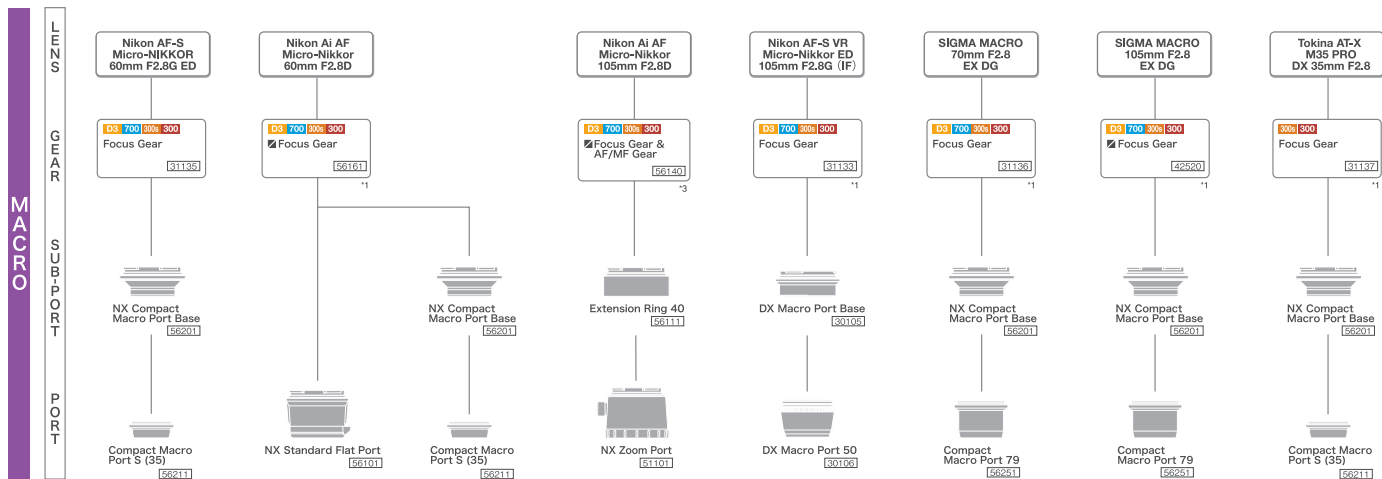 MACRO
LENS
Nikon AF-S
Micro-NIKKOR
60mm F2.8G ED
Nikon Ai AF
Micro-Nikkor
60mm F2.8D
Nikon Ai AF
Micro-Nikkor
105mm F2.8D
Nikon AF-S VR
Micro-Nikkor ED
105mm F2.8G (IF)
SIGMA MACRO
70mm F2.8
EX DG
SIGMA MACRO
105mm F2.8
EX DG
Tokina AT-X
M35 PRO
DX 35mm F2.8
GEAR
D3 700 300s 300
Focus Gear
31135
D3 700 300s 300
Focus Gear
56161
*1
D3 700 300s 300
Focus Gear &
AF/MF Gear
56140
*3
D3 700 300s 300
Focus Gear
31133
*1
D3 700 300s 300
Focus Gear
31136
*1
D3 700 300s 300
Focus Gear
42520
*1
300s 300
Focus Gear
31137
*1
SUB-PORT
NX Compact
Macro Port Base
56201
NX Compact
Macro Port Base
56201
Extension Ring 40
56111
DX Macro Port Base
30105
NX Compact
Macro Port Base
56201
NX Compact
Macro Port Base
56201
NX Compact
Macro Port Base
56201
PORT
Compact Macro
Port S (35)
56211
NX Standard Flat Port
56101
Compact Macro
Port S (35)
56211
NX Zoom Port
51101
DX Macro Port 50
30106
Compact
Macro Port 79
56251
Compact
Macro Port 79
56251
Compact Macro
Port S (35)
56211